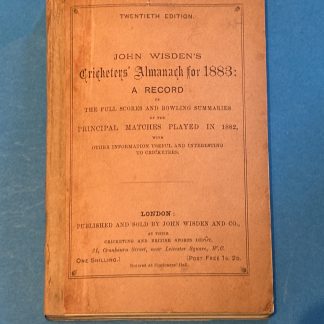 TWENTIETH EDITION.
JOHN WISDEN'S
Cricketers' Almanack for 1883:
A RECORD
OF
THE FULL SCORES AND BOWLING SUMMARIES
OF THE
PRINCIPAL MATCHES PLAYED IN 1882,
WITH
OTHER INFORMATION USEFUL AND INTERESTING
TO CRICKETERS.
LONDON:
PUBLISHED AND SOLD BY JOHN WISDEN AND CO.,
AT THEIR
CRICKETING AND BRITISH SPORTS DEPÔT,
21, Cranbourn Street, near Leicester Square, W.C.
ONE SHILLING.] [POST FREE 1s. 2d.
Entered at Stationers' Hall.